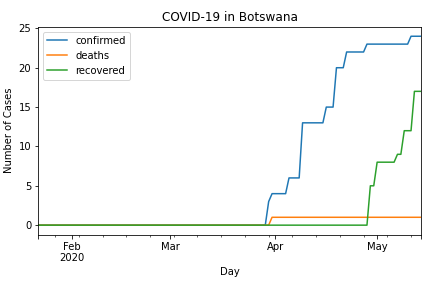 COVID-19 in Botswana
confirmed
deaths
recovered
Number of Cases
25
20
15
10
5
0
Feb
2020
Mar
Apr
May
Day